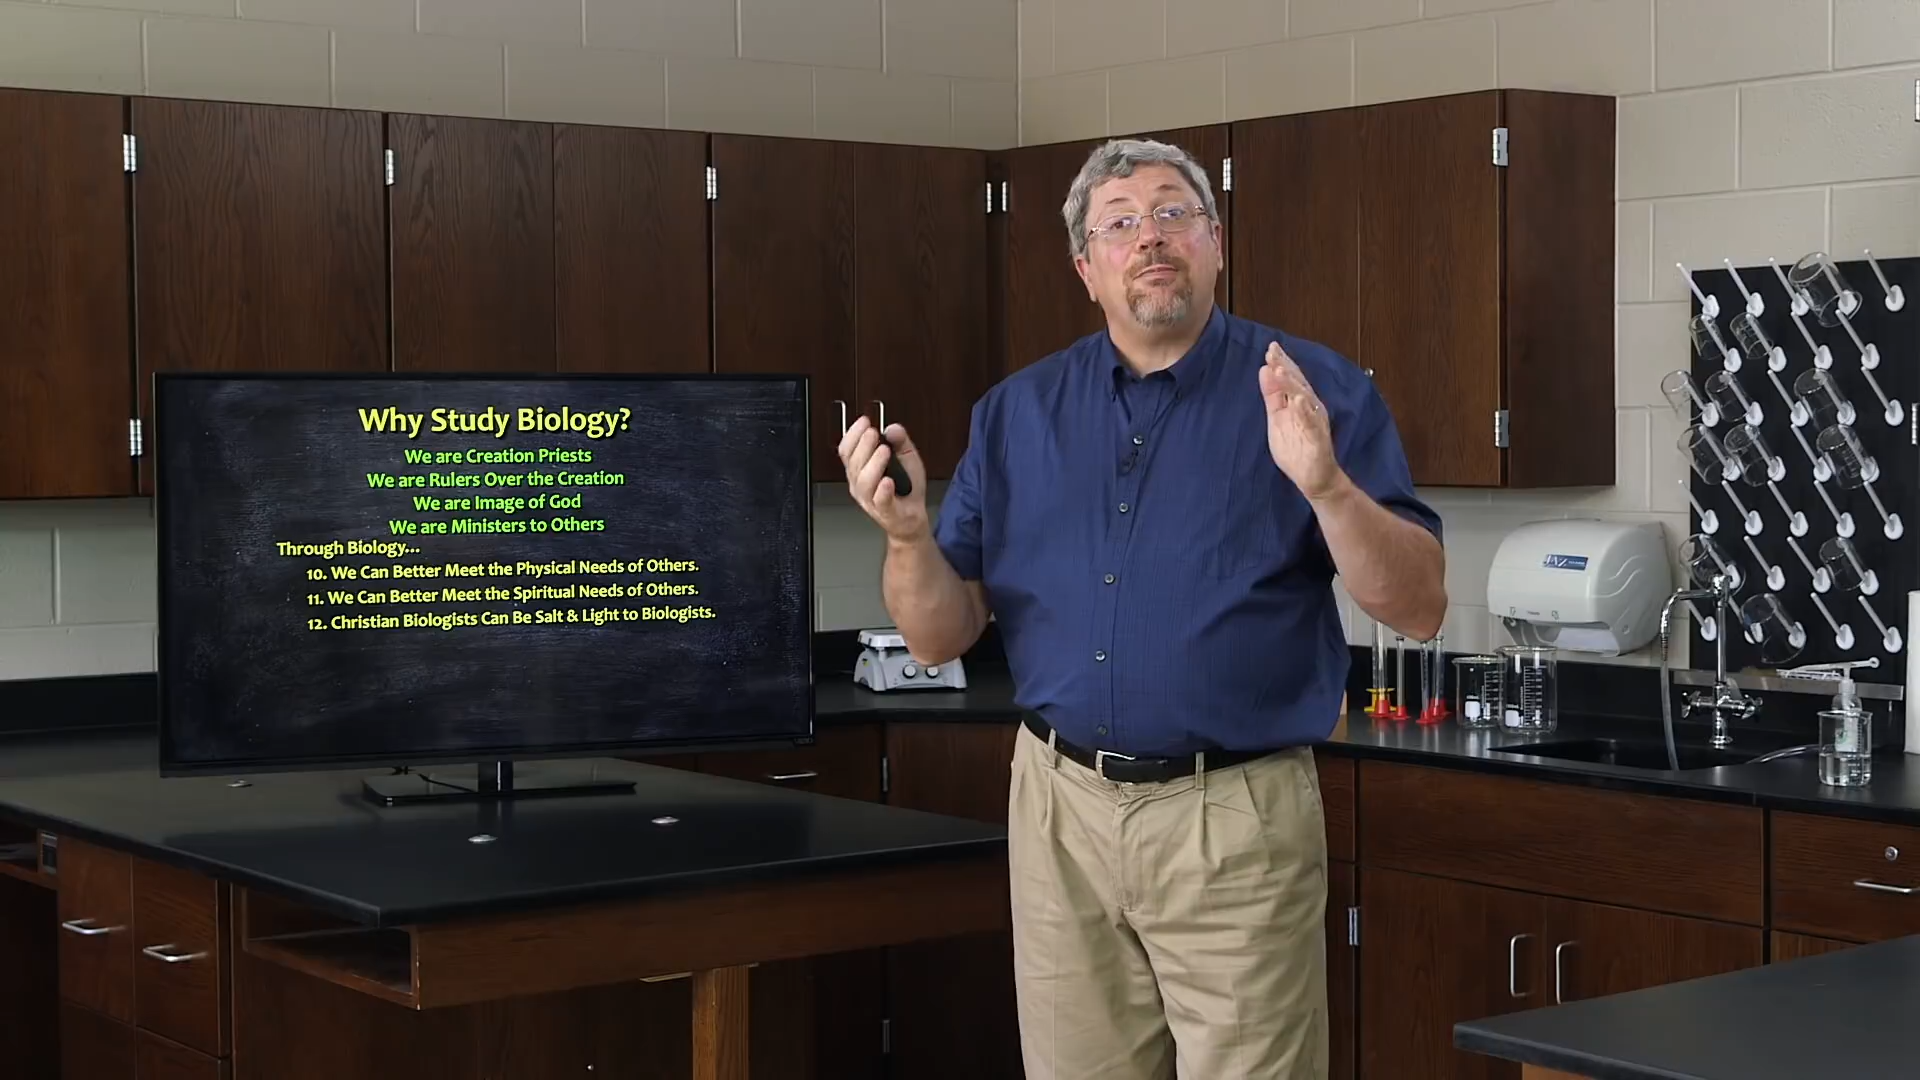 Why Study Biology?
We are Creation Priests
We are Rulers Over the Creation
We are Image of God
We are Ministers to Others
Through Biology...
10. We Can Better Meet the Physical Needs of Others.
11. We Can Better Meet the Spiritual Needs of Others.
12. Christian Biologists Can Be Salt & Light to Biologists.